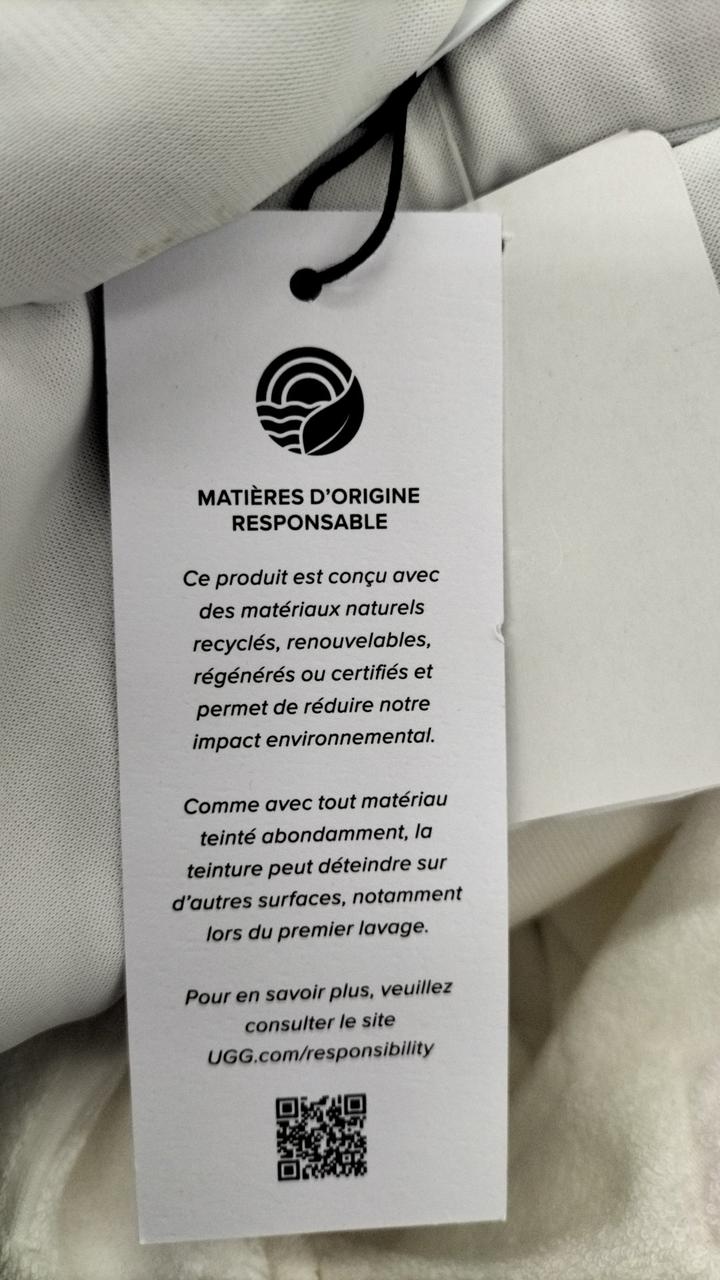 MATIÈRES D'ORIGINE
RESPONSABLE
Ce produit est conçu avec
des matériaux naturels
recyclés, renouvelables,
régénérés ou certifiés et
permet de réduire notre
impact environnemental.
Comme avec tout matériau
teinté abondamment, la
teinture peut déteindre sur
d'autres surfaces, notamment
lors du premier lavage.
Pour en savoir plus, veuillez
consulter le site
UGG.com/responsibility